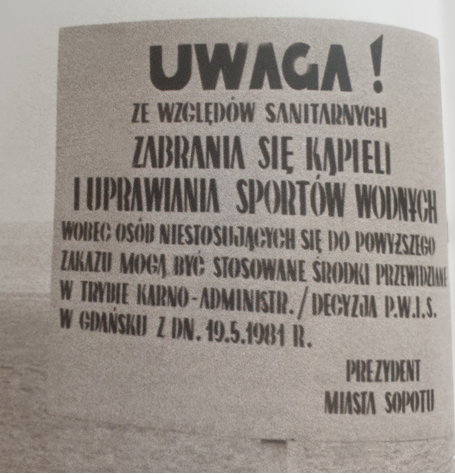 UWAGA !
ZE WZGLĘDÓW SANITARNYCH
ZABRANIA SIĘ KĄPIELI
I UPRAWIANIA SPORTÓW WODNYCH
WOBEC OSÓB NIESTOSUJĄCYCH SIĘ DO POWYŻSZEGO
ZAKAZU MOGĄ BYĆ STOSOWANE ŚRODKI PRZEWIDZIANE
W TRYBIE KARNO-ADMINISTR. / DECYZJA P.W.I.S.
W GDAŃSKU Z DN. 19.5.1981 R.
PREZYDENT
MIASTA SOPOTU